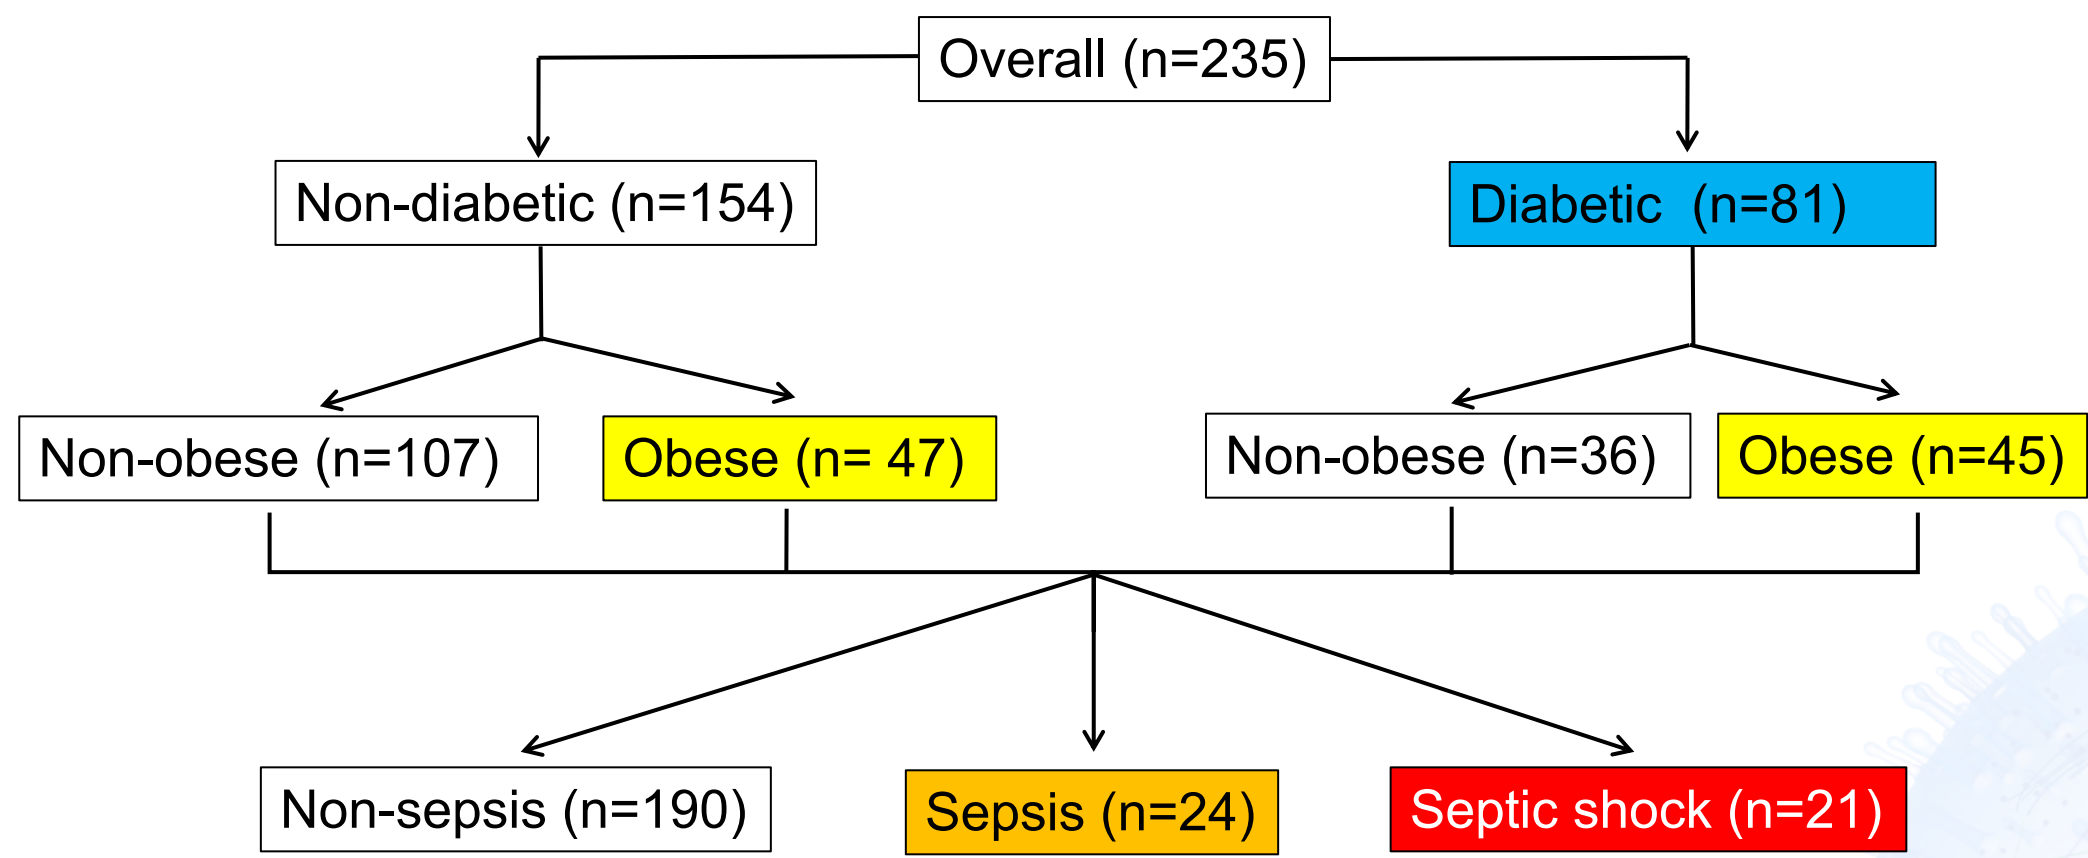 Overall (n=235)
Non-diabetic (n=154)
Diabetic (n=81)
Non-obese (n=107)
Obese (n= 47)
Non-obese (n=36)
Obese (n=45)
Non-sepsis (n=190)
Sepsis (n=24)
Septic shock (n=21)